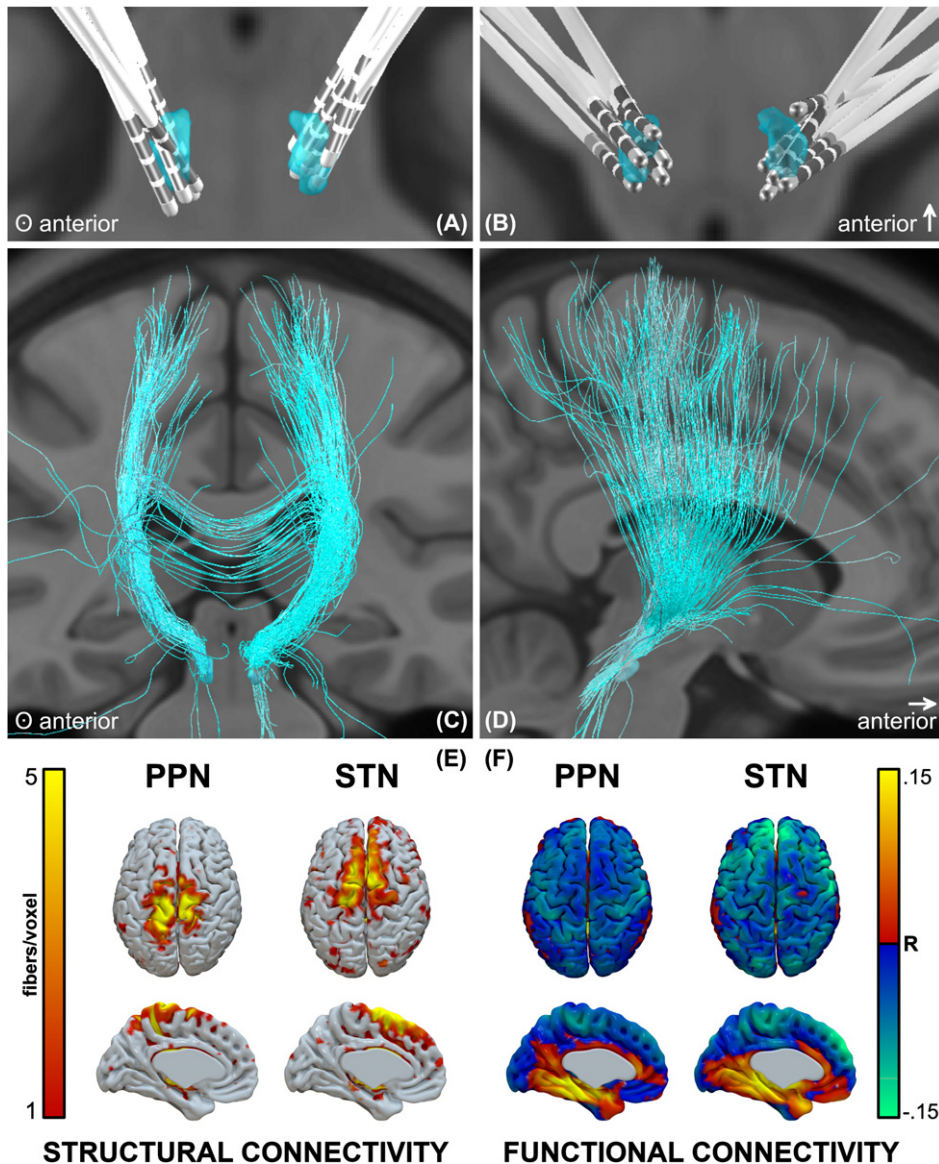 ⊙ anterior
(A)
(B)
anterior ↑
⊙ anterior
(C)
(D)
→
anterior
(E)
(F)
5
PPN
STN
PPN
STN
.15
fibers/voxel
R
1
-.15
STRUCTURAL CONNECTIVITY
FUNCTIONAL CONNECTIVITY